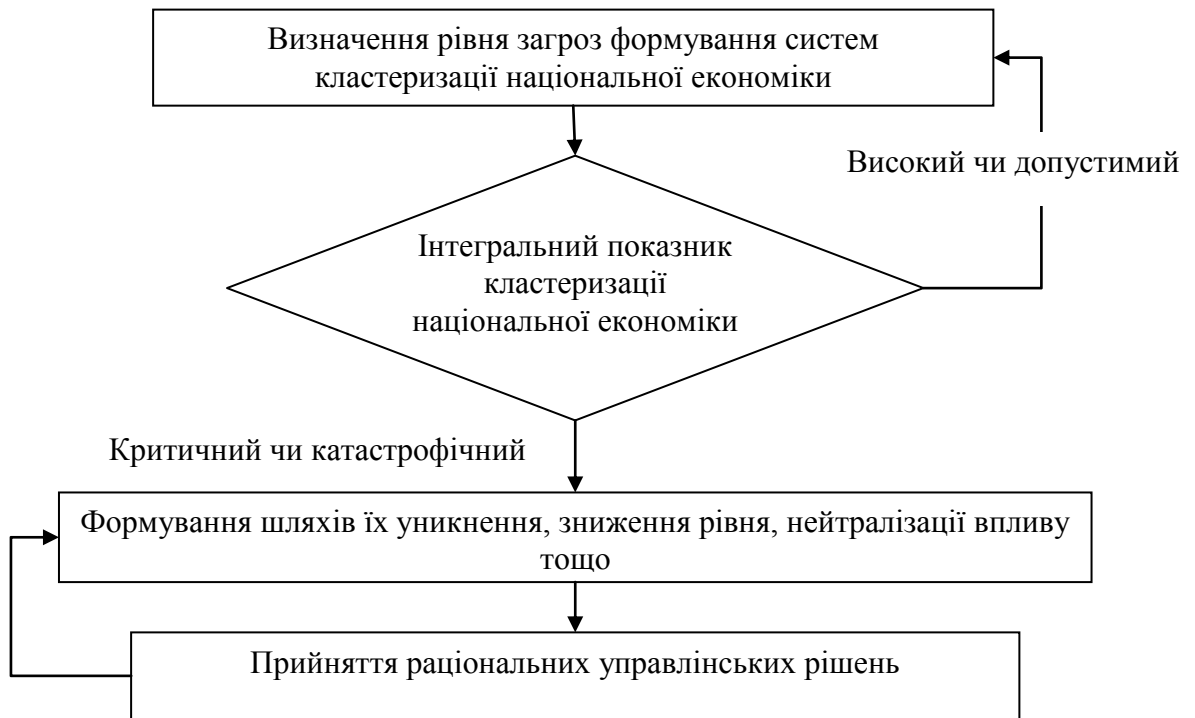 Визначення рівня загроз формування систем
кластеризації національної економіки
Високий чи допустимий
Інтегральний показник
кластеризації
національної економіки
Критичний чи катастрофічний
Формування шляхів їх уникнення, зниження рівня, нейтралізації впливу
тощо
Прийняття раціональних управлінських рішень